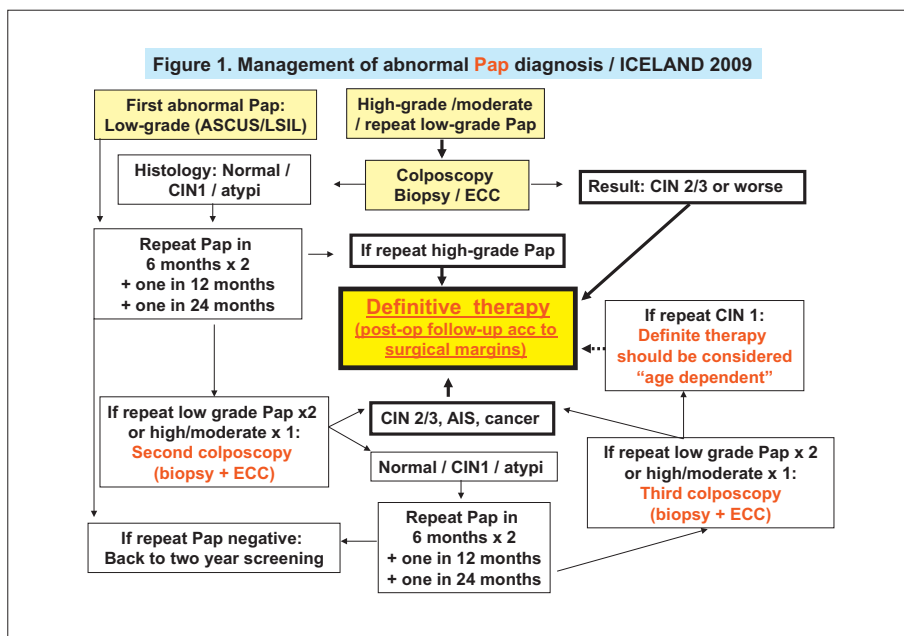 Figure 1. Management of abnormal Pap diagnosis / ICELAND 2009
First abnormal Pap:
Low-grade (ASCUS/LSIL)
High-grade /moderate
/ repeat low-grade Pap
Histology: Normal /
CIN1 / atypi
Colposcopy
Biopsy / ECC
Result: CIN 2/3 or worse
Repeat Pap in
6 months x 2
+ one in 12 months
+ one in 24 months
If repeat high-grade Pap
Definitive therapy
(post-op follow-up acc to
surgical margins)
If repeat CIN 1:
Definite therapy
should be considered
“age dependent”
If repeat low grade Pap x2
or high/moderate x 1:
Second colposcopy
(biopsy + ECC)
CIN 2/3, AIS, cancer
Normal / CIN1 / atypi
If repeat low grade Pap x 2
or high/moderate x 1:
Third colposcopy
(biopsy + ECC)
If repeat Pap negative:
Back to two year screening
Repeat Pap in
6 months x 2
+ one in 12 months
+ one in 24 months